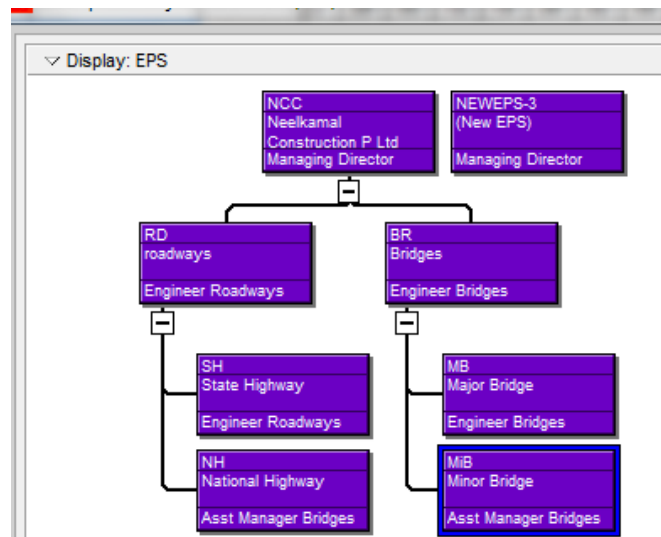 Display: EPS
NCC
Neelkamal
Construction P Ltd
Managing Director
NEWEPS-3
(New EPS)
Managing Director
RD
roadways
Engineer Roadways
BR
Bridges
Engineer Bridges
SH
State Highway
Engineer Roadways
MB
Major Bridge
Engineer Bridges
NH
National Highway
Asst Manager Bridges
MiB
Minor Bridge
Asst Manager Bridges